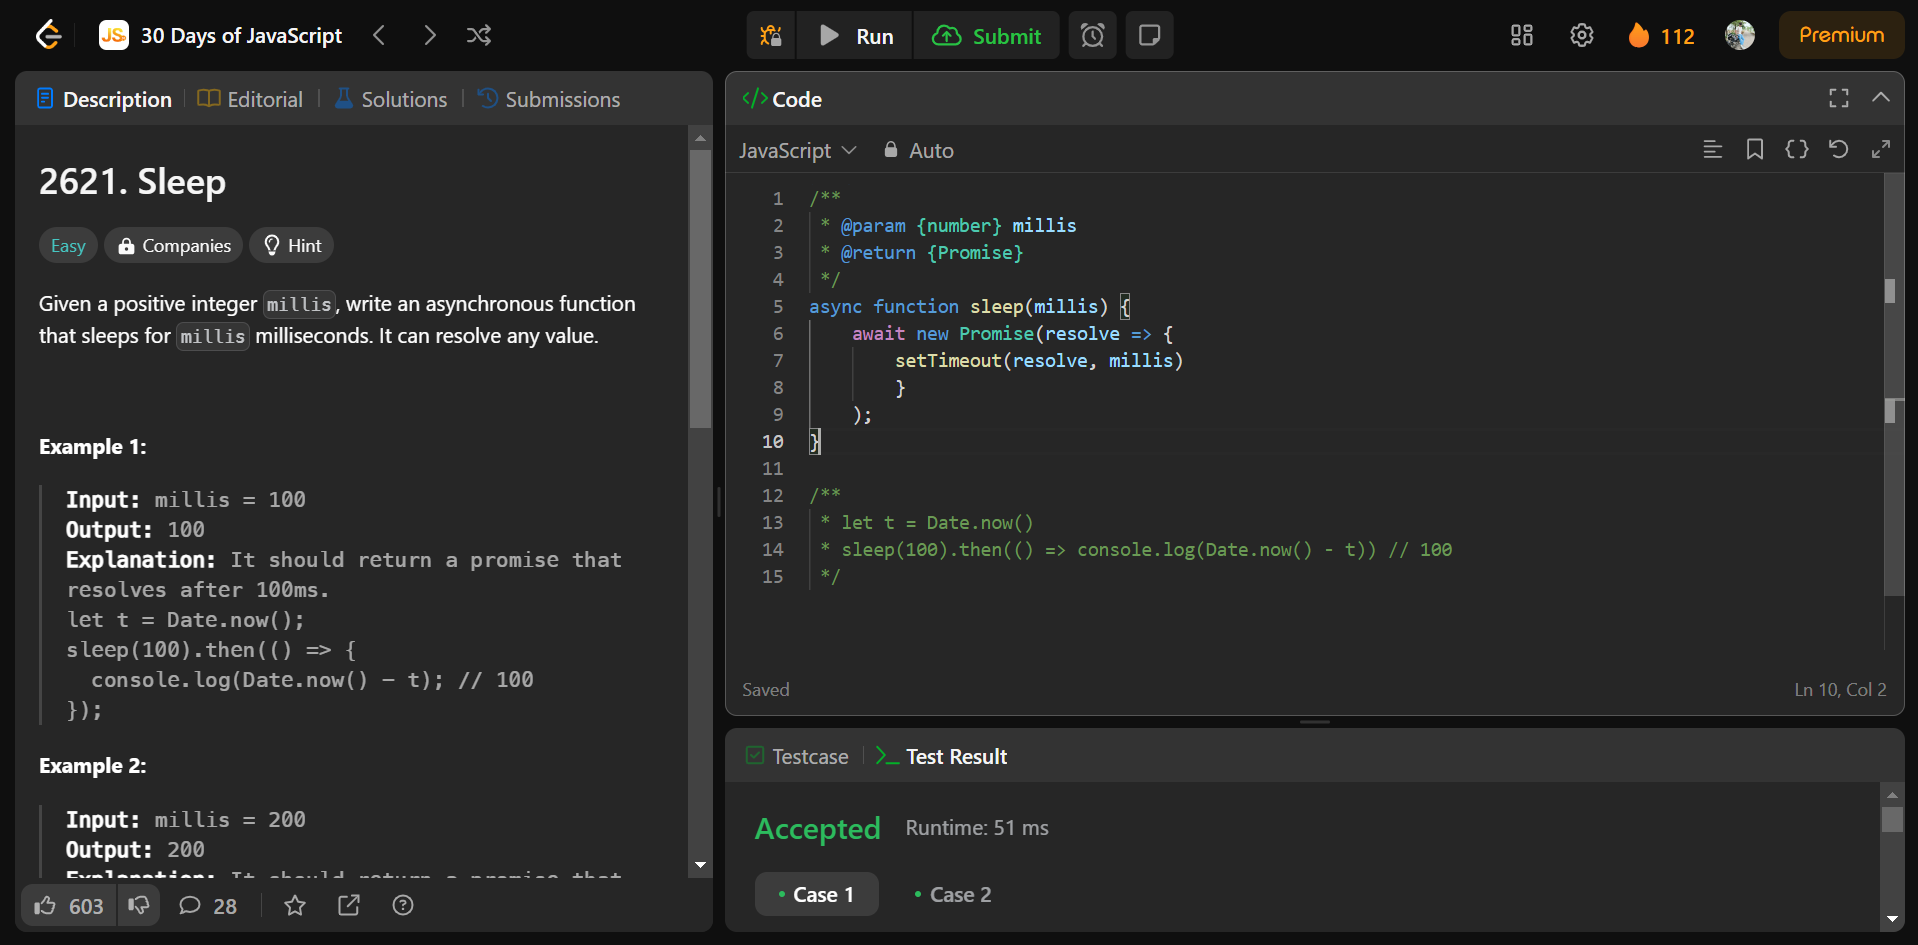 JS 30 Days of JavaScript
Run
Submit
112
Premium
Description
Editorial
Solutions
Submissions
2621. Sleep
Easy
Companies
Hint
Given a positive integer millis, write an asynchronous function
that sleeps for millis milliseconds. It can resolve any value.
Example 1:
Input: millis = 100
Output: 100
Explanation: It should return a promise that
resolves after 100ms.
let t = Date.now();
sleep(100).then(() => {
  console.log(Date.now() - t); // 100
});
Example 2:
Input: millis = 200
Output: 200
Explanation: It should return a promise that
603
28
</> Code
JavaScript
Auto
1 /**
2  * @param {number} millis
3  * @return {Promise}
4  */
5 async function sleep(millis) {
6     await new Promise(resolve => {
7         setTimeout(resolve, millis)
8         }
9     );
10 }
11
12 /**
13  * let t = Date.now()
14  * sleep(100).then(() => console.log(Date.now() - t)) // 100
15  */
Saved
Ln 10, Col 2
Testcase
Test Result
Accepted
Runtime: 51 ms
• Case 1
• Case 2